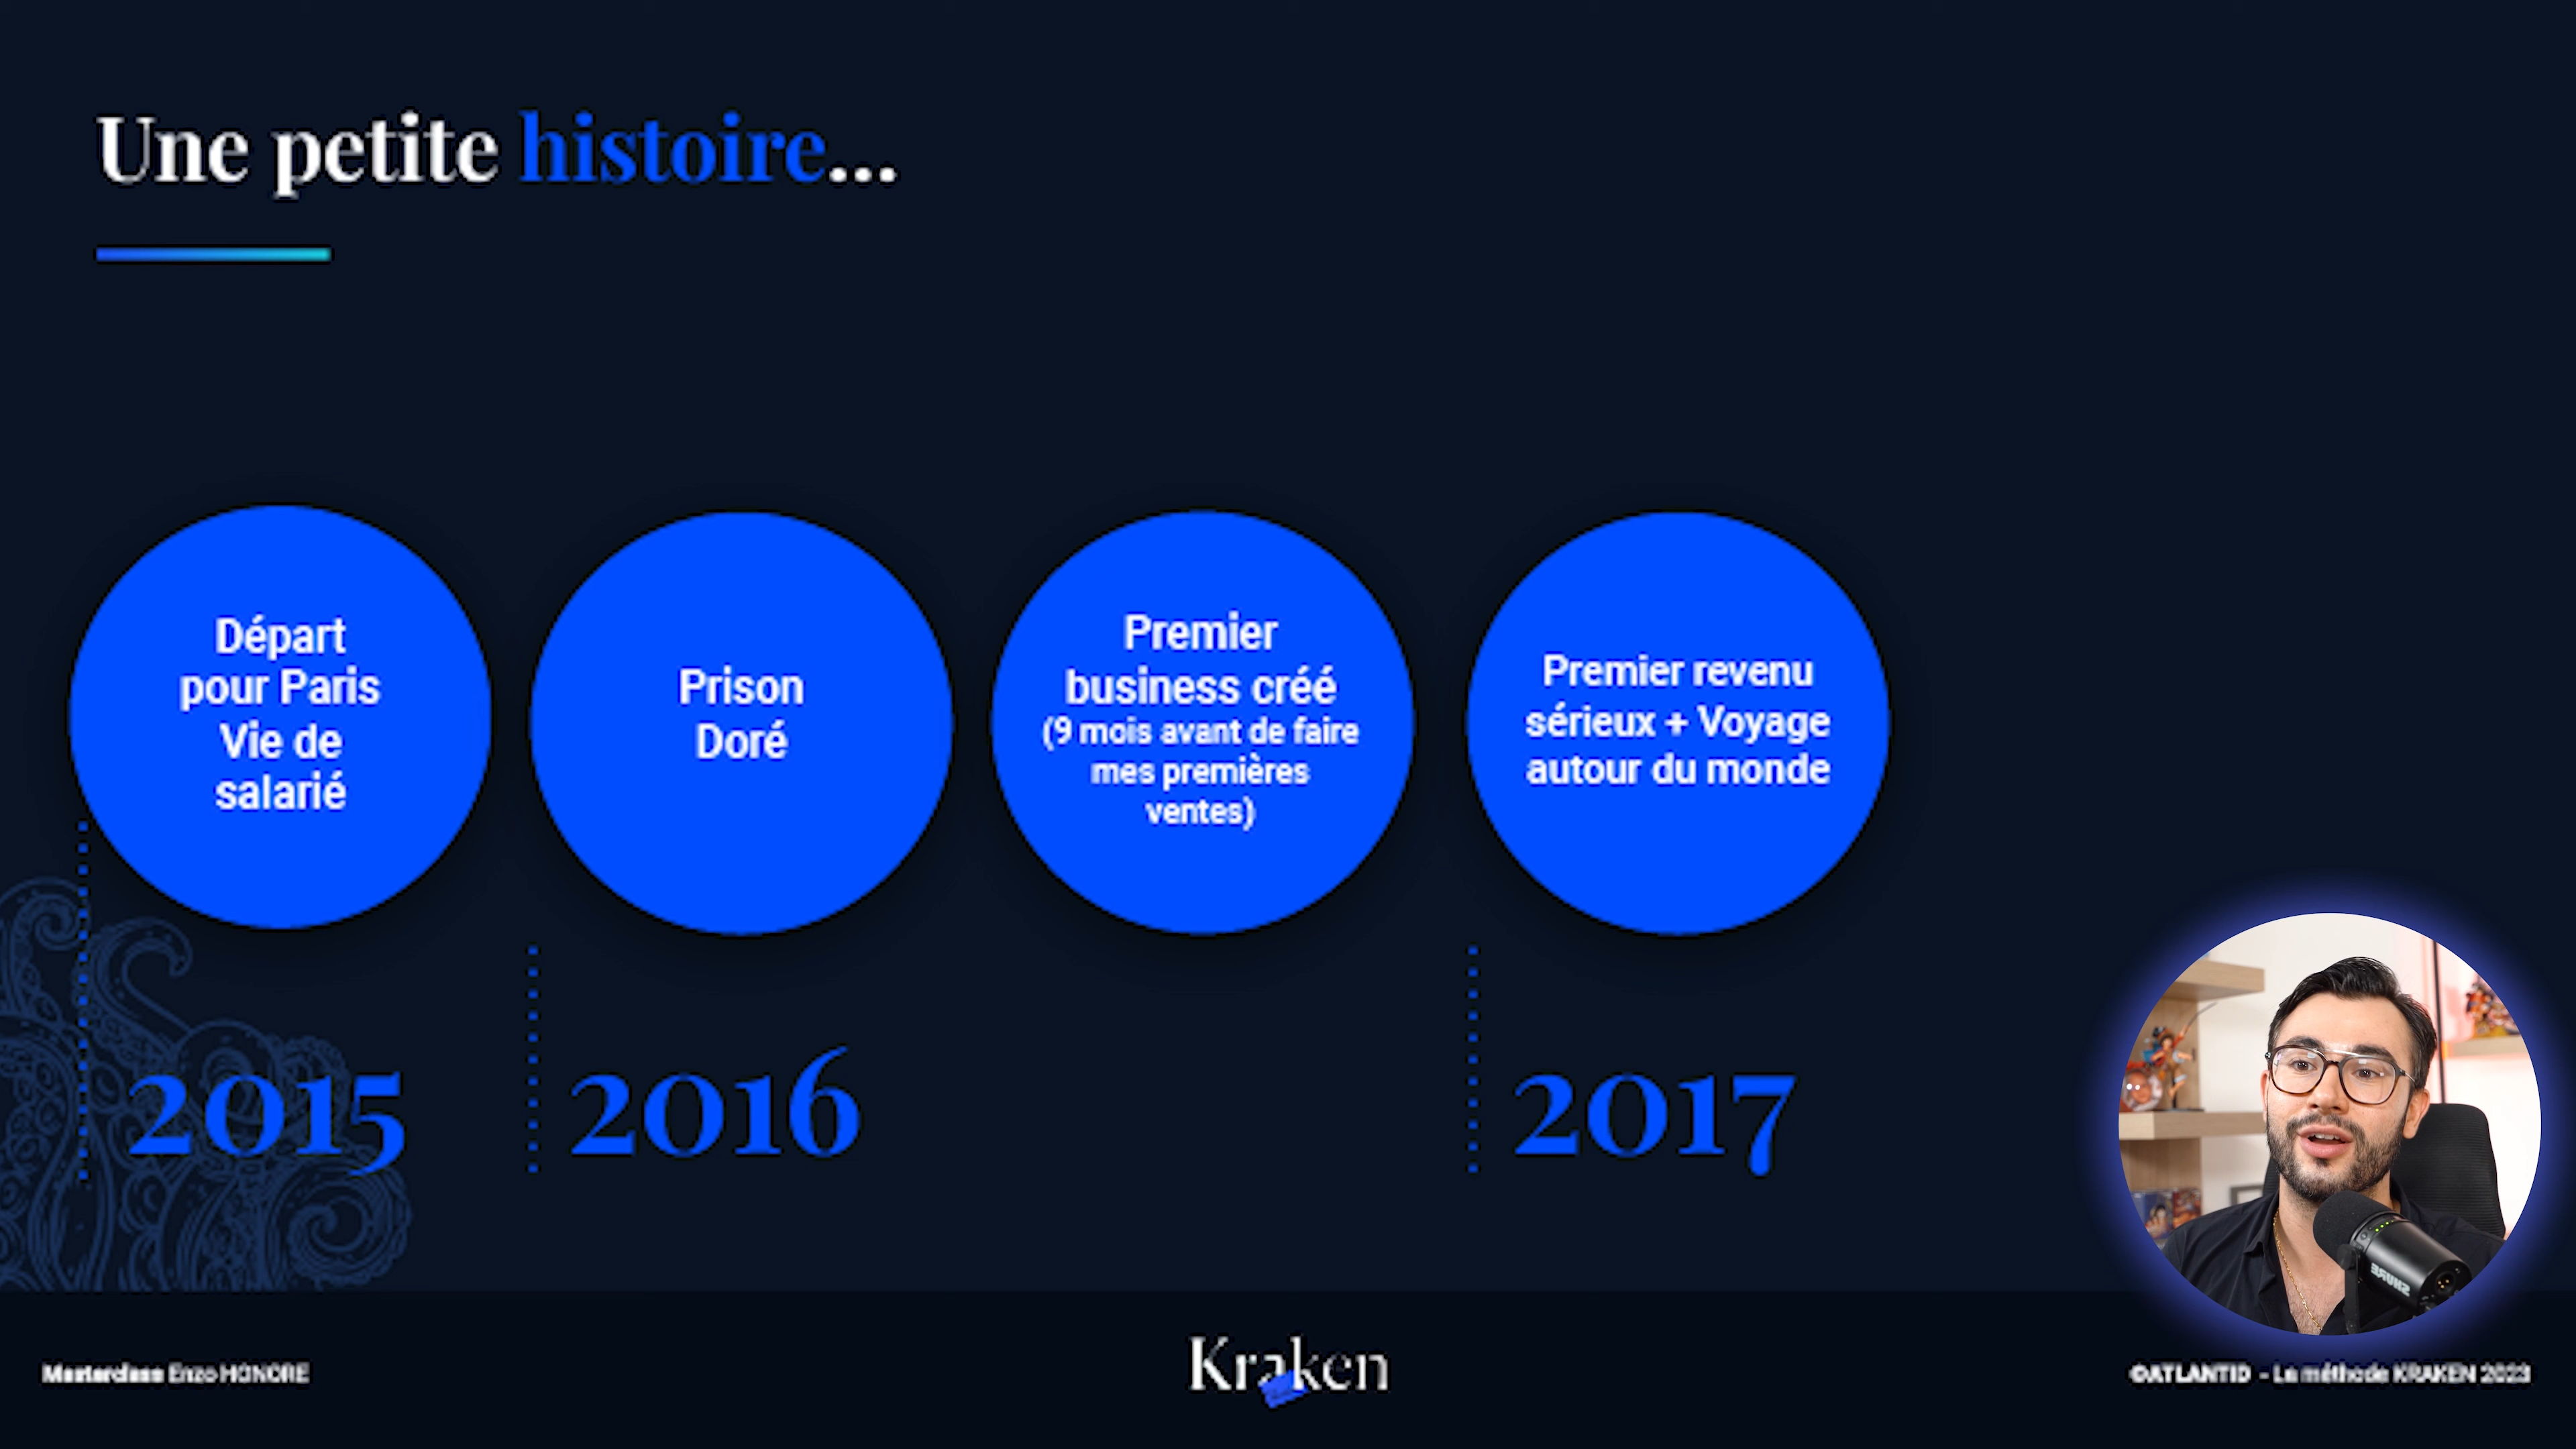 Une petite histoire...
Départ
pour Paris
Vie de
salarié
Prison
Doré
Premier
business créé
(9 mois avant de faire
mes premières
ventes)
Premier revenu
sérieux + Voyage
autour du monde
2015
2016
2017
SHURE
Masterclass Enzo HONORE
Kraken
©ATLANTID - La méthode KRAKEN 2023